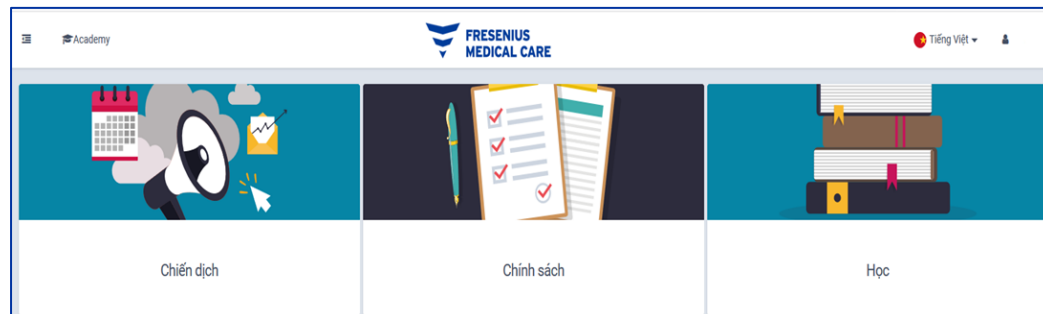 Academy
FRESENIUS
MEDICAL CARE
Tiếng Việt
Chiến dịch
Chính sách
Học